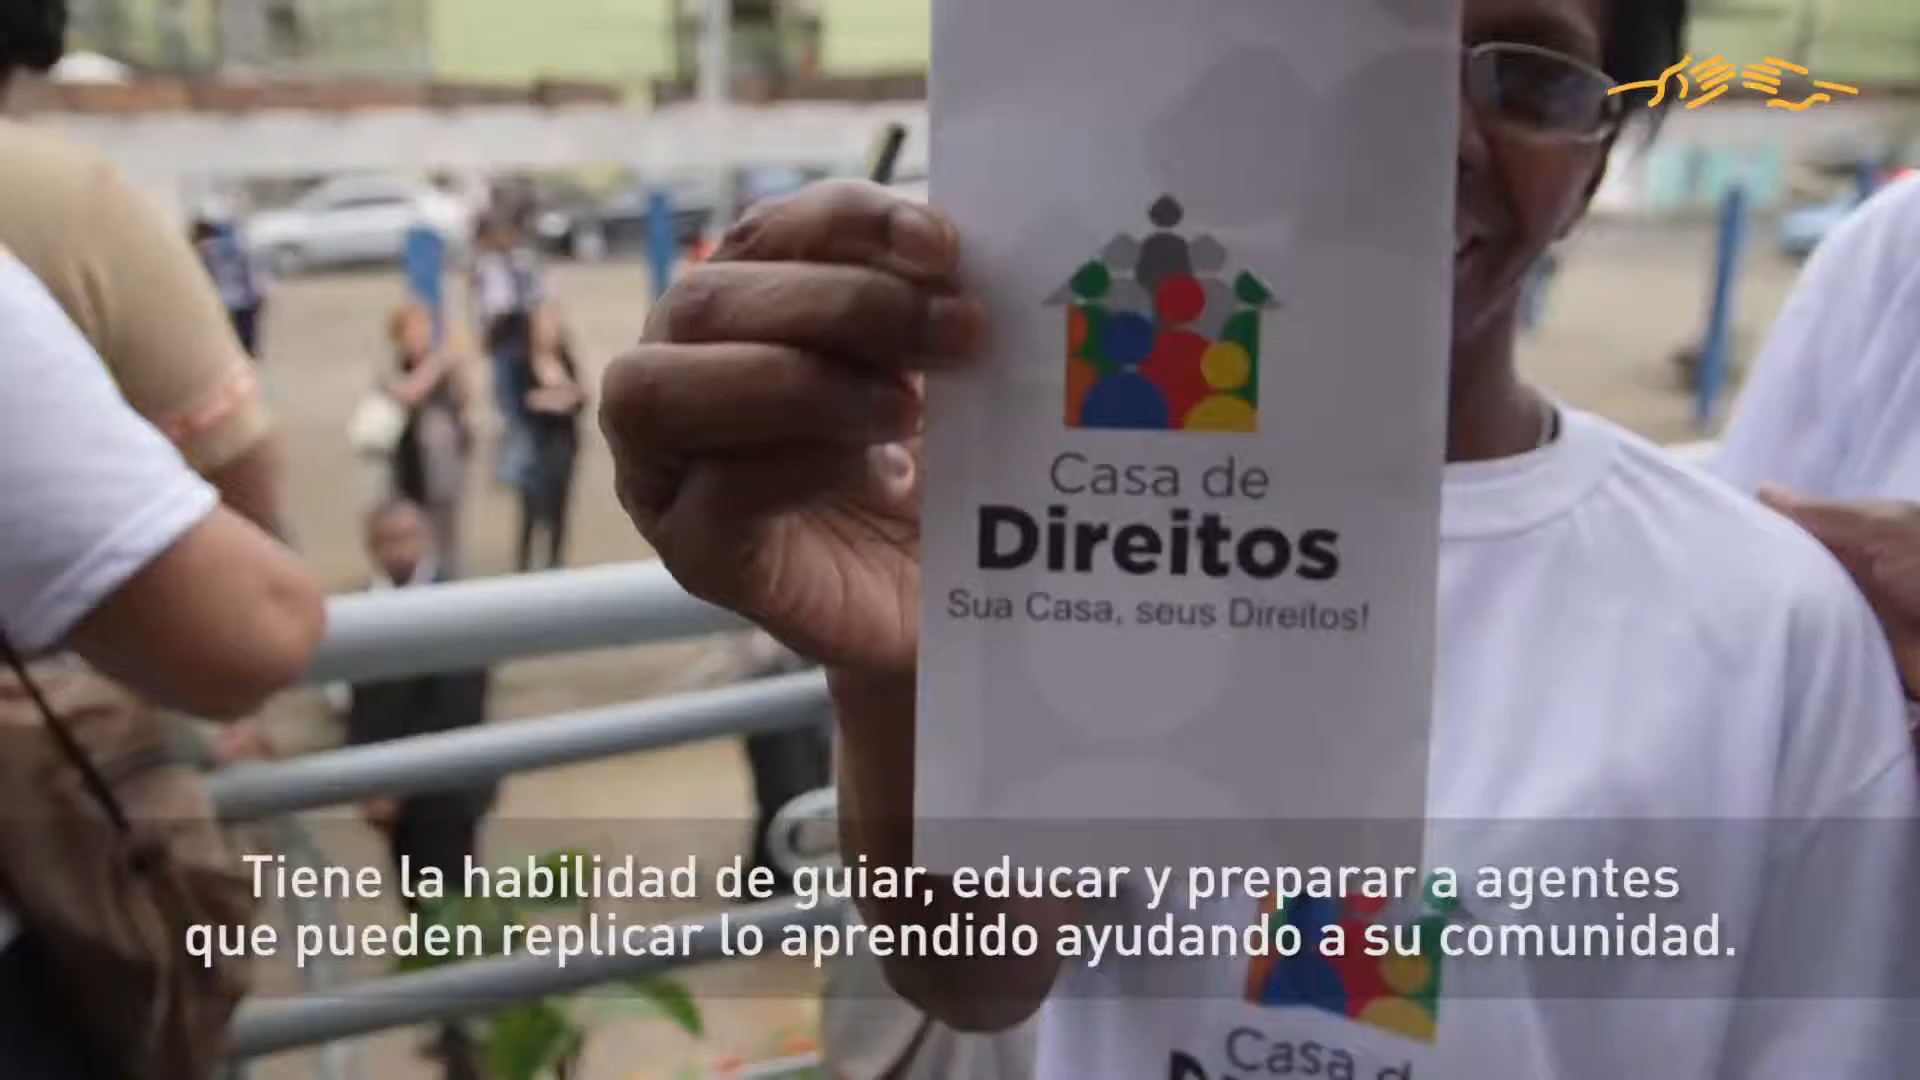 Casa de
Direitos
Sua Casa, seus Direitos!
Tiene la habilidad de guiar, educar y preparar a agentes
que pueden replicar lo aprendido ayudando a su comunidad.
Casa d